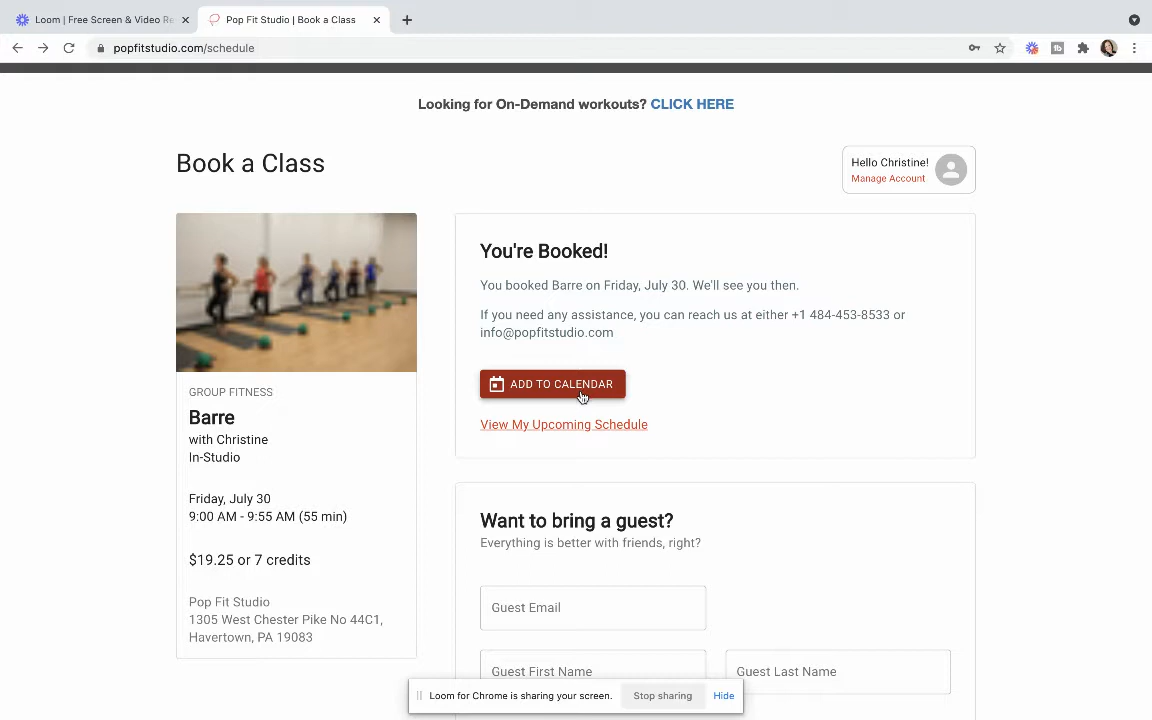 Loom | Free Screen & Video Re
Pop Fit Studio | Book a Class
popfitstudio.com/schedule
Looking for On-Demand workouts? CLICK HERE
Book a Class
Hello Christine!
Manage Account
GROUP FITNESS
Barre
with Christine
In-Studio
Friday, July 30
9:00 AM - 9:55 AM (55 min)
$19.25 or 7 credits
Pop Fit Studio
1305 West Chester Pike No 44C1,
Havertown, PA 19083
You're Booked!
You booked Barre on Friday, July 30. We'll see you then.
If you need any assistance, you can reach us at either +1 484-453-8533 or
info@popfitstudio.com
ADD TO CALENDAR
View My Upcoming Schedule
Want to bring a guest?
Everything is better with friends, right?
Guest Email
Guest First Name
Guest Last Name
Loom for Chrome is sharing your screen.
Stop sharing
Hide